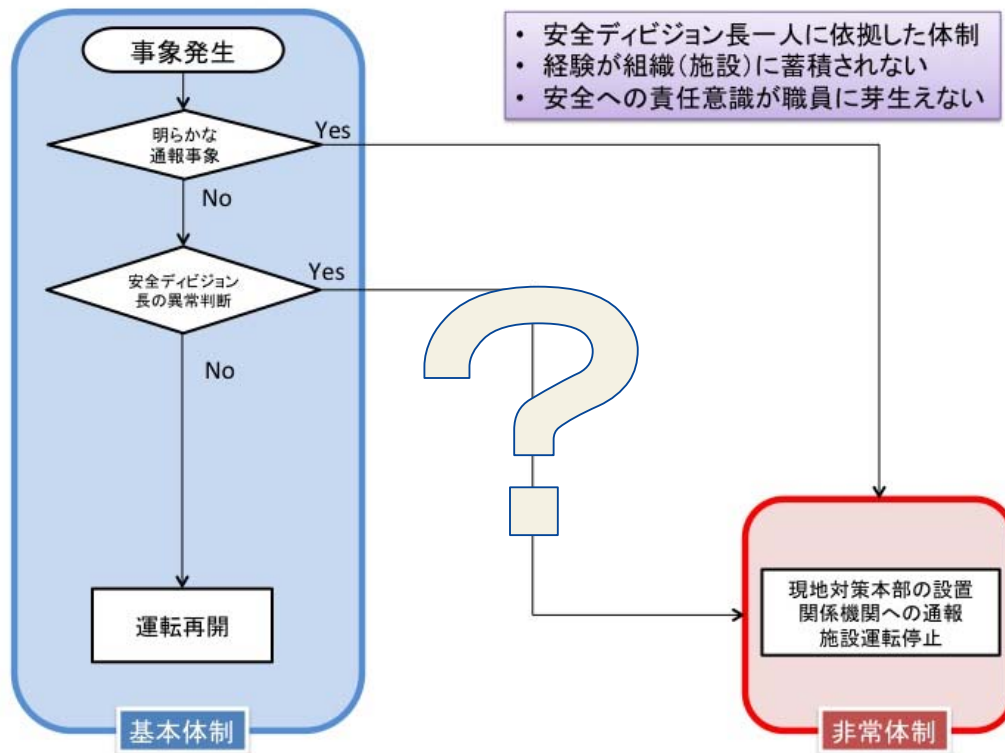 事象発生
・ 安全ディビジョン長一人に依拠した体制
・ 経験が組織（施設）に蓄積されない
・ 安全への責任意識が職員に芽生えない
明らかな
通報事象
Yes
No
安全ディビジョン
長の異常判断
Yes
No
?
運転再開
現地対策本部の設置
関係機関への通報
施設運転停止
基本体制
非常体制